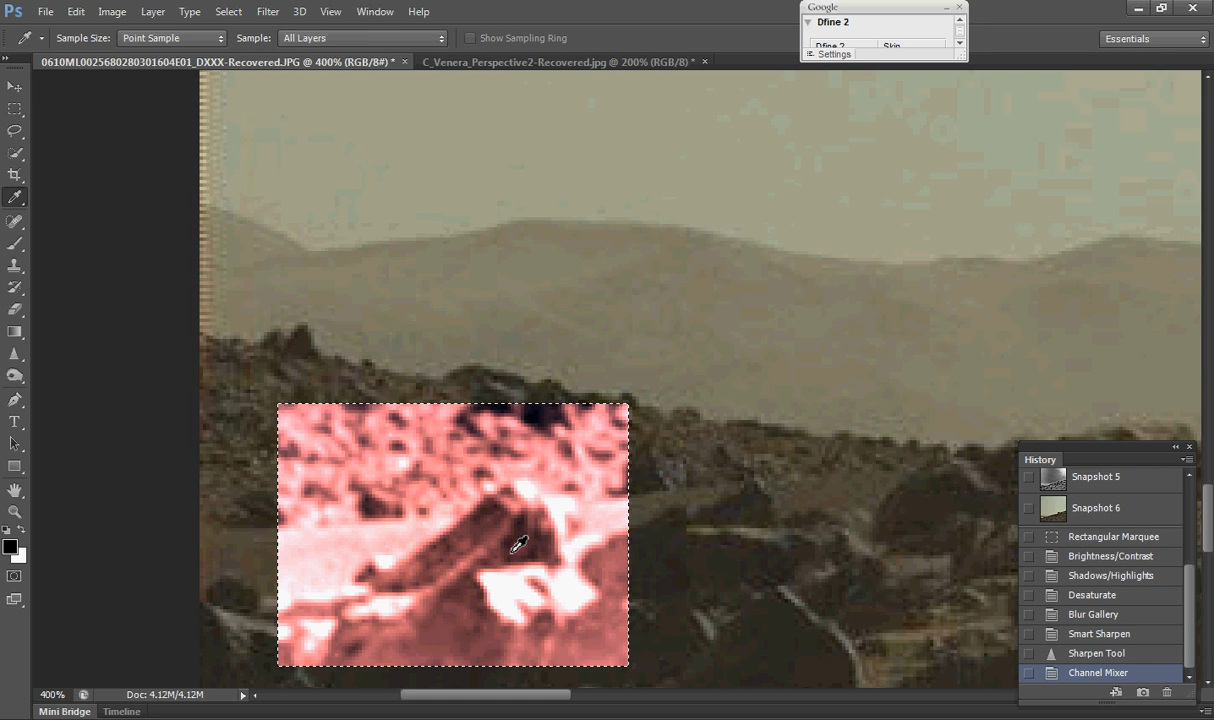 Ps File Edit Image Layer Type Select Filter 3D View Window Help
Google
Dfine 2
Dfine 2 Skin
Settings
Sample Size: Point Sample Sample: All Layers Show Sampling Ring Essentials
0610ML0025680280301604E01_DXXX-Recovered.JPG @ 400% (RGB/8#) * × C_Venera_Perspective2-Recovered.jpg @ 200% (RGB/8) * ×
History
Snapshot 5
Snapshot 6
Rectangular Marquee
Brightness/Contrast
Shadows/Highlights
Desaturate
Blur Gallery
Smart Sharpen
Sharpen Tool
Channel Mixer
T
400% Doc: 4.12M/4.12M
Mini Bridge Timeline